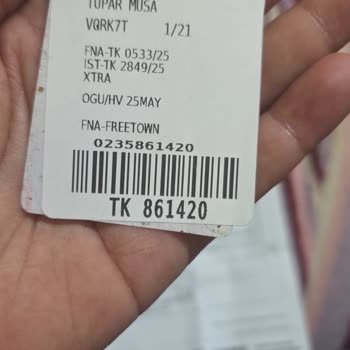 TOPAR MUSA
VQRK7T 1/21
FNA-TK 0533/25
IST-TK 2849/25
XTRA
OGU/HV 25MAY
FNA-FREETOWN
0235861420
TK 861420